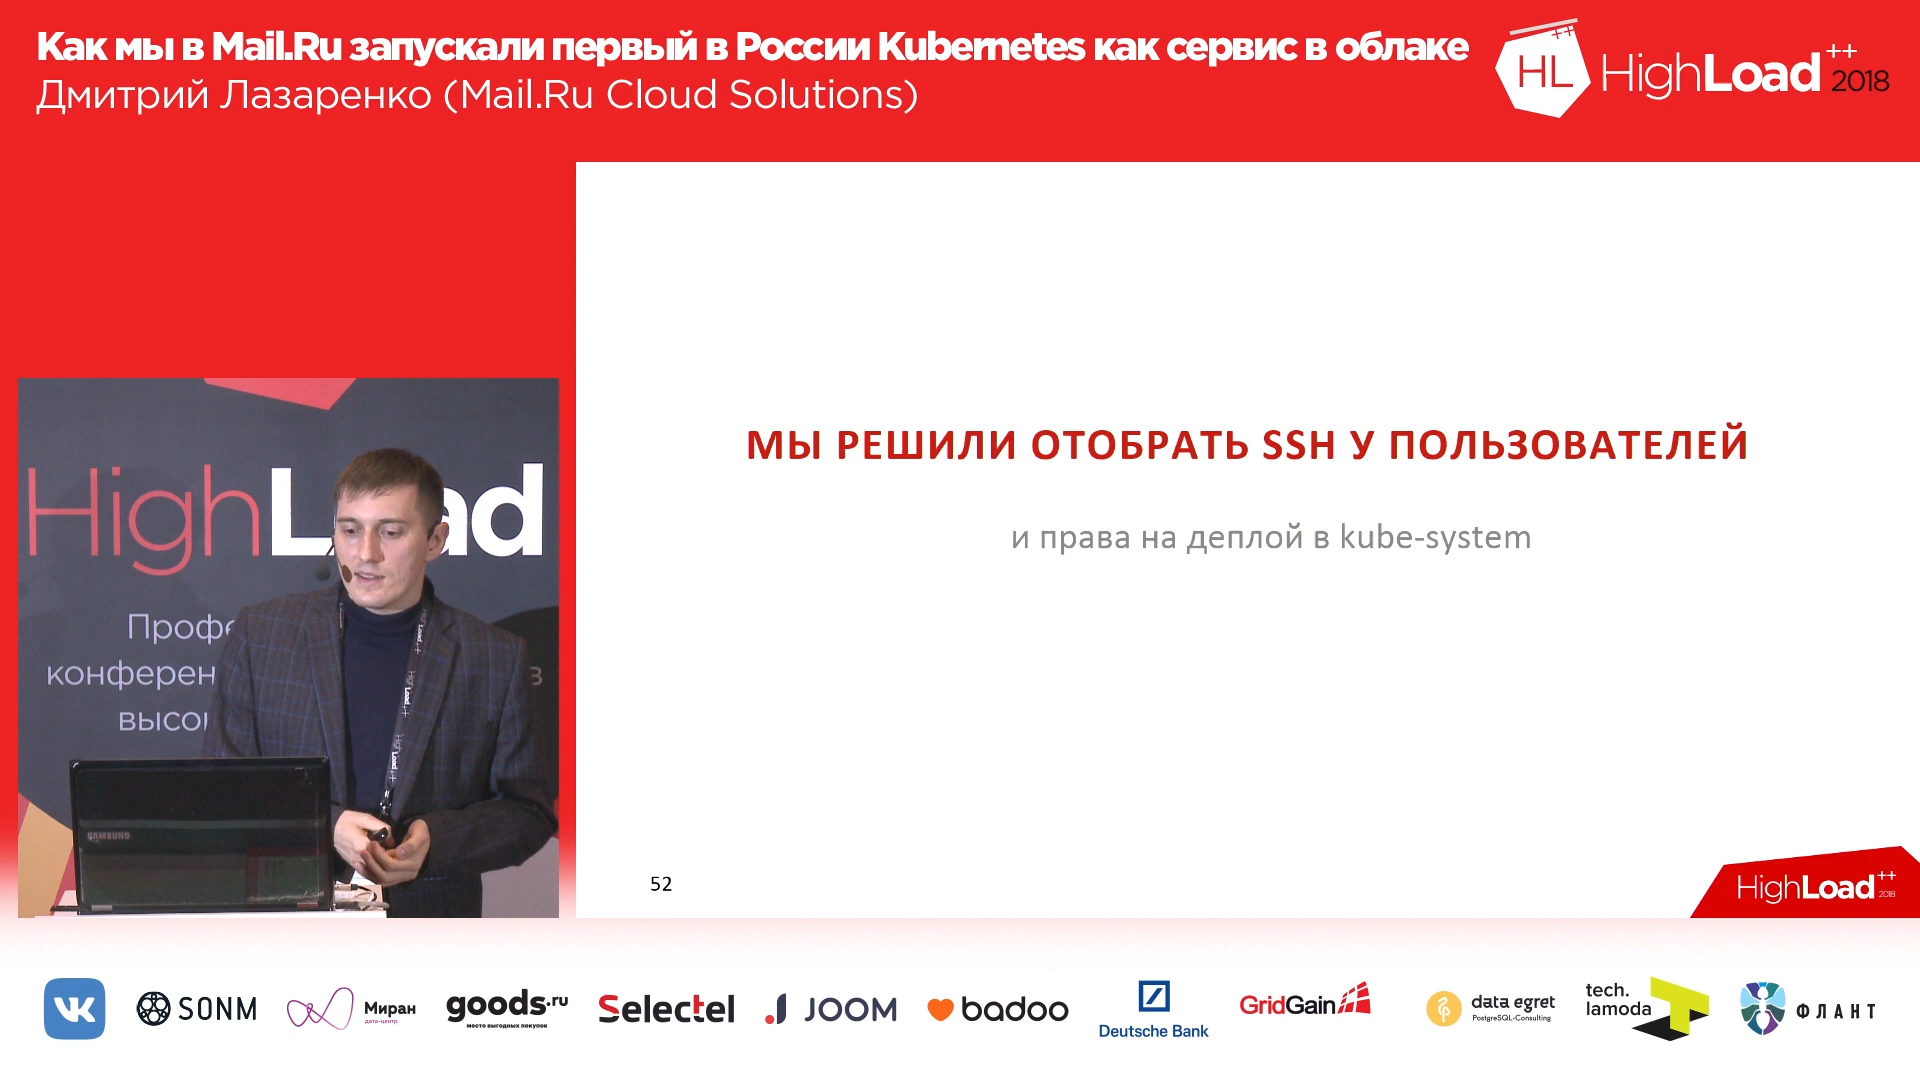 Как мы в Mail.Ru запускали первый в России Kubernetes как сервис в облаке
Дмитрий Лазаренко (Mail.Ru Cloud Solutions)
HL ++
HighLoad ++ 2018
HighLoad
Профе
конферен
в
высо
SAMSUNG
МЫ РЕШИЛИ ОТОБРАТЬ SSH У ПОЛЬЗОВАТЕЛЕЙ
и права на деплой в kube-system
52
HighLoad ++ 2018
SONM
Миран
дата-центр
goods.ru
место выгодных покупок
Selectel
JOOM
badoo
Deutsche Bank
GridGain
data egret
PostgreSQL-Consulting
tech.
lamoda
ФЛАНТ